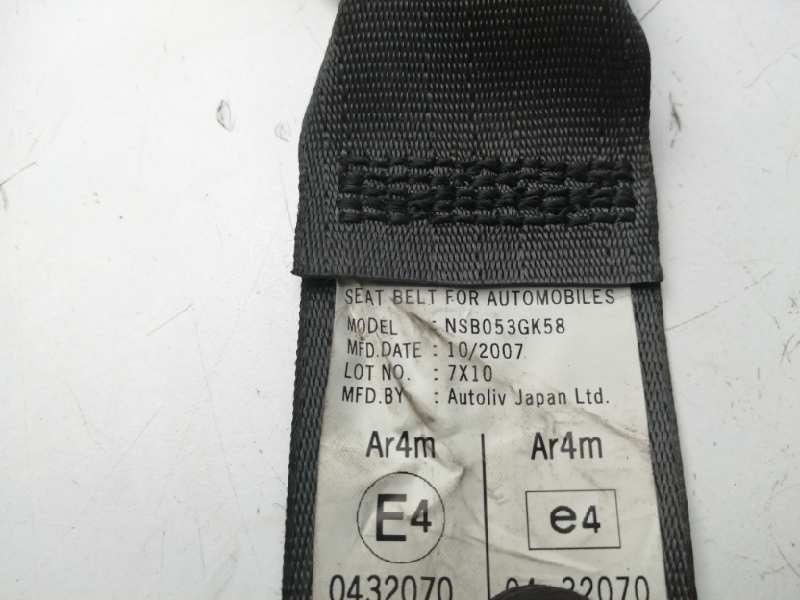 SEAT BELT FOR AUTOMOBILES
MODEL : NSB053GK58
MFD.DATE : 10/2007
LOT NO. : 7X10
MFD.BY : Autoliv Japan Ltd.
Ar4m Ar4m
E4 e4
0432070